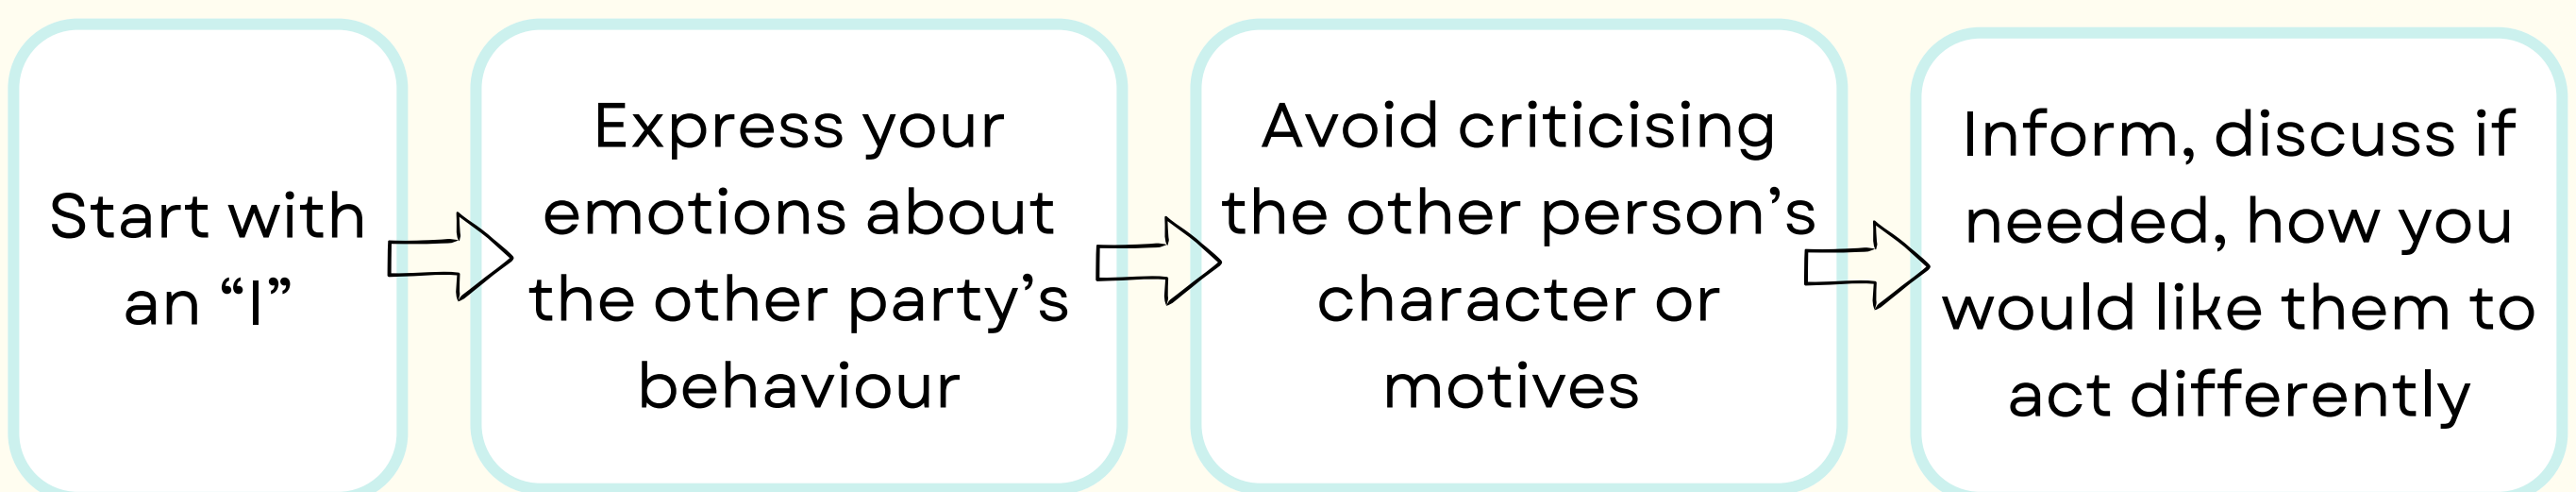 Start with
an “I”
Express your
emotions about
the other party’s
behaviour
Avoid criticising
the other person’s
character or
motives
Inform, discuss if
needed, how you
would like them to
act differently